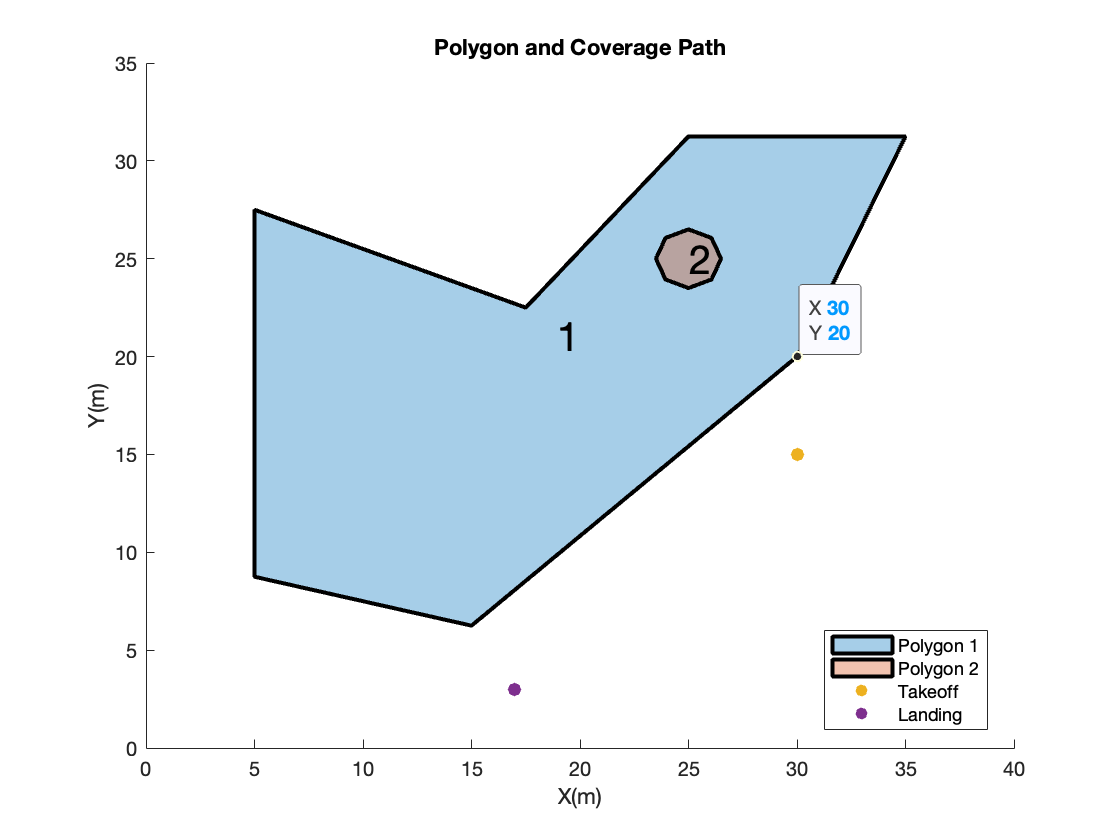 Polygon and Coverage Path
35
30
25
20
15
10
5
0
Y(m)
2
1
X 30
Y 20
Polygon 1
Polygon 2
Takeoff
Landing
0 5 10 15 20 25 30 35 40
X(m)